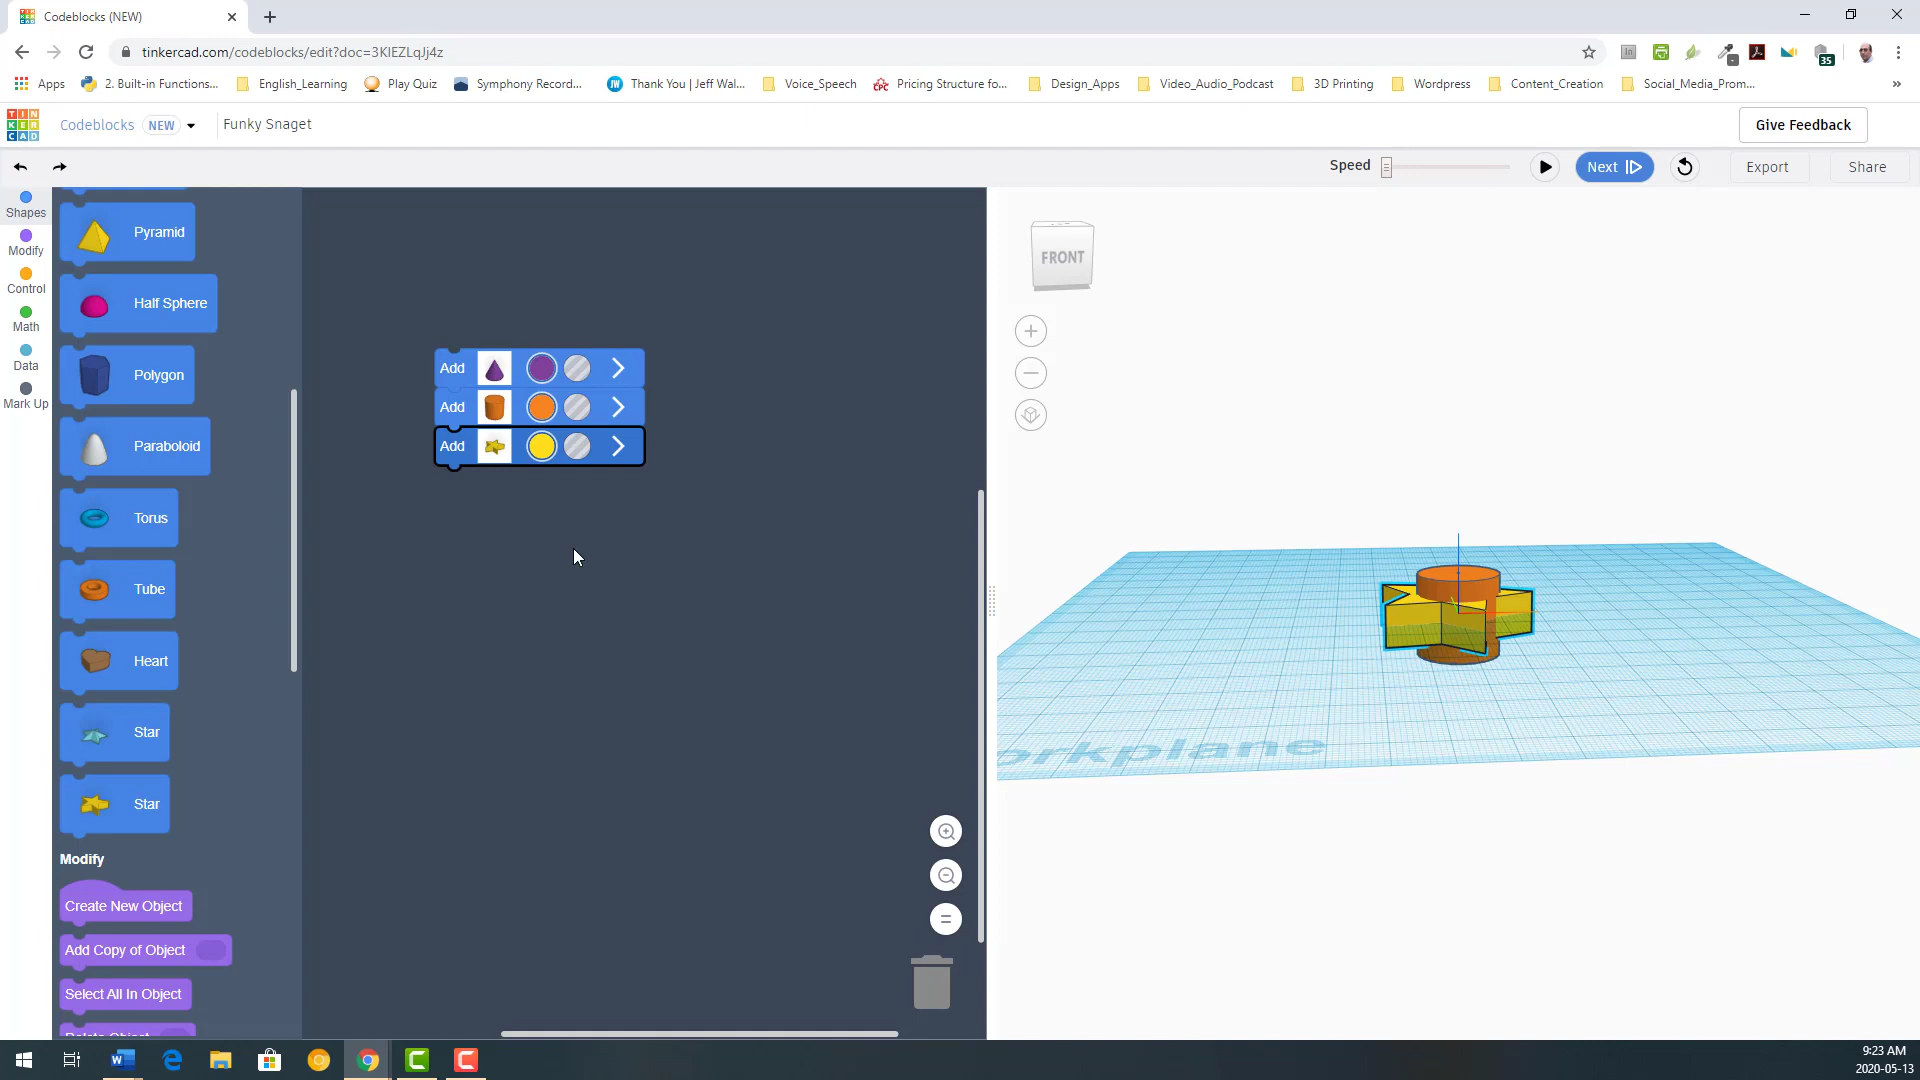 Codeblocks (NEW)
tinkercad.com/codeblocks/edit?doc=3KlEZLqJj4z
35
Apps
2. Built-in Functions...
English_Learning
Play Quiz
Symphony Record...
Thank You | Jeff Wal...
Voice_Speech
Pricing Structure fo...
Design_Apps
Video_Audio_Podcast
3D Printing
Wordpress
Content_Creation
Social_Media_Prom...
»
TIN
KER
CAD
Codeblocks NEW
Funky Snaget
Give Feedback
Speed
Next
Export
Share
Shapes
Modify
Control
Math
Data
Mark Up
Pyramid
Half Sphere
Polygon
Paraboloid
Torus
Tube
Heart
Star
Star
Modify
Create New Object
Add Copy of Object
Select All In Object
Add
Add
Add
FRONT
orkplane
9:23 AM
2020-05-13